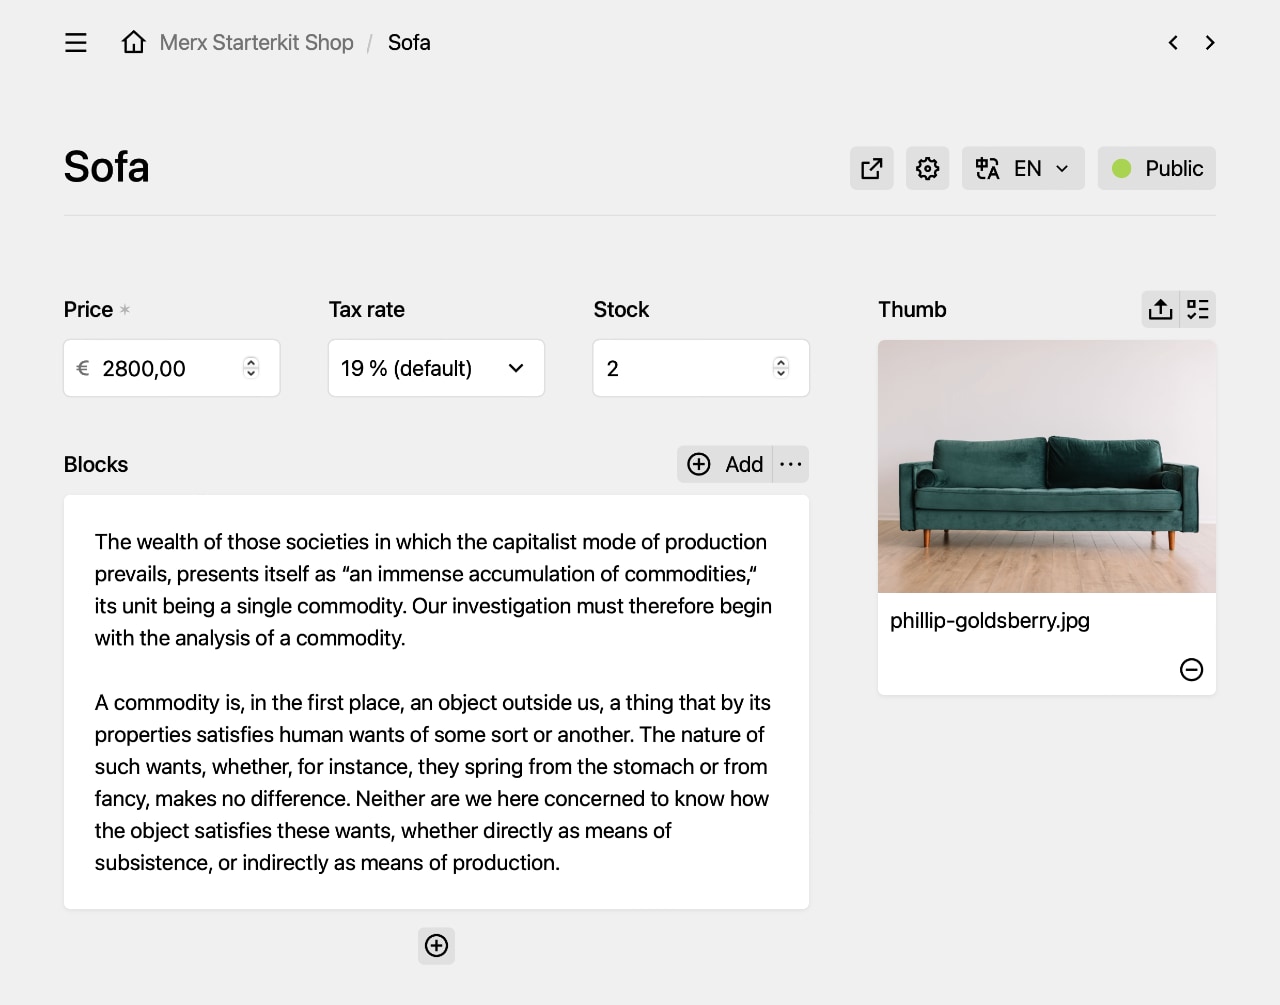 Merx Starterkit Shop / Sofa
Sofa
EN
Public
Price *
Tax rate
Stock
Thumb
€ 2800,00
19 % (default)
2
Blocks
Add
The wealth of those societies in which the capitalist mode of production
prevails, presents itself as “an immense accumulation of commodities,“
its unit being a single commodity. Our investigation must therefore begin
with the analysis of a commodity.
A commodity is, in the first place, an object outside us, a thing that by its
properties satisfies human wants of some sort or another. The nature of
such wants, whether, for instance, they spring from the stomach or from
fancy, makes no difference. Neither are we here concerned to know how
the object satisfies these wants, whether directly as means of
subsistence, or indirectly as means of production.
phillip-goldsberry.jpg